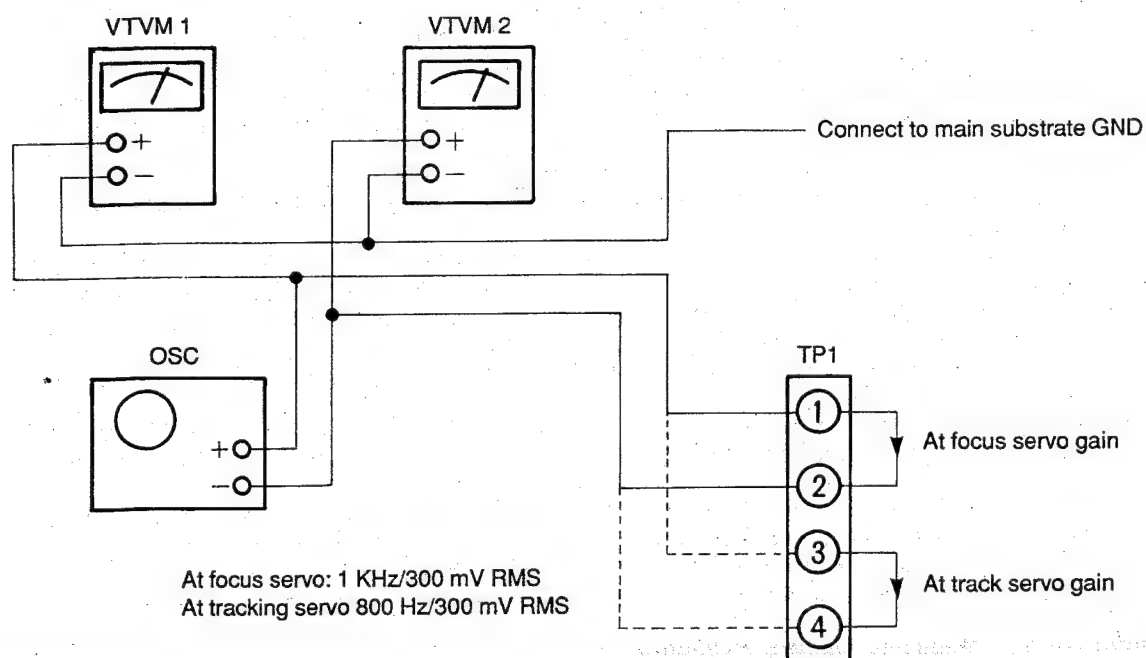 VTVM 1
VTVM 2
+
−
+
−
Connect to main substrate GND
OSC
+
−
TP1
1
At focus servo gain
2
3
At track servo gain
4
At focus servo: 1 KHz/300 mV RMS
At tracking servo 800 Hz/300 mV RMS